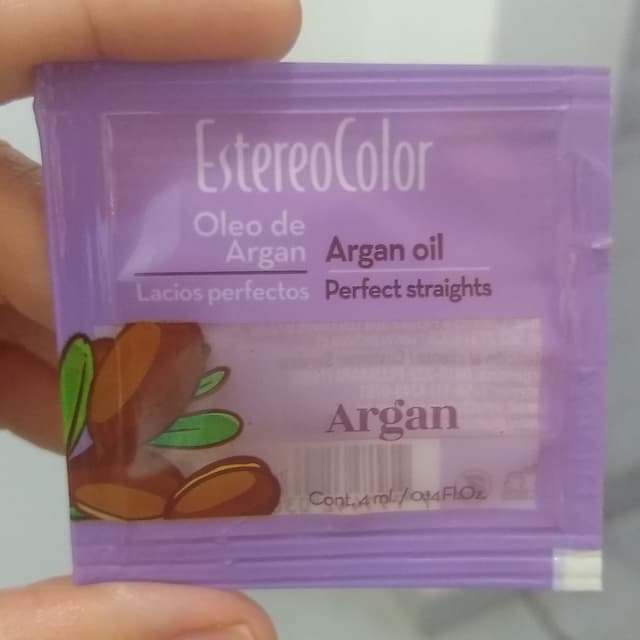 EstereoColor
Oleo de
Argan
Argan oil
Lacios perfectos
Perfect straights
Argan
Cont. 4 mL / 0.14 Fl.Oz.